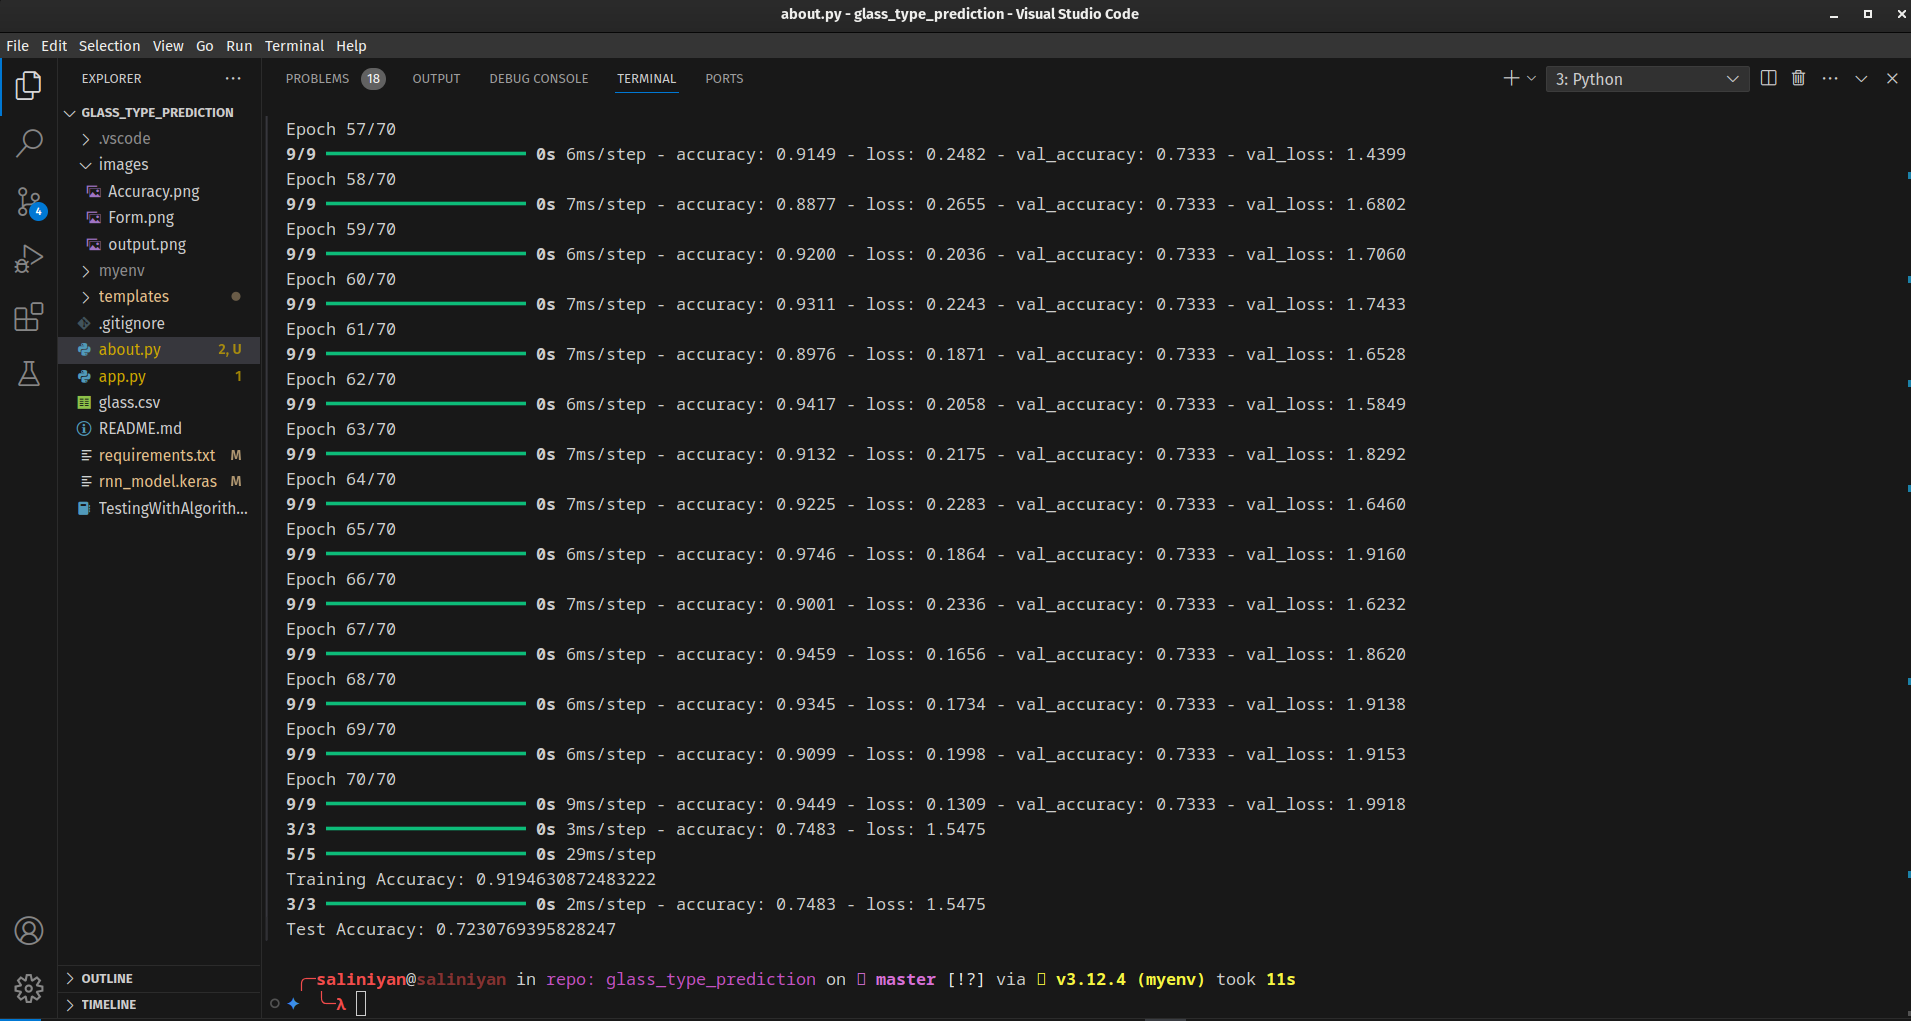 about.py - glass_type_prediction - Visual Studio Code
File Edit Selection View Go Run Terminal Help
EXPLORER
GLASS_TYPE_PREDICTION
.vscode
images
Accuracy.png
Form.png
output.png
myenv
templates
.gitignore
about.py 2, U
app.py 1
glass.csv
README.md
requirements.txt M
rnn_model.keras M
TestingWithAlgorith...
OUTLINE
TIMELINE
4
PROBLEMS 18 OUTPUT DEBUG CONSOLE TERMINAL PORTS
3: Python
Epoch 57/70
9/9 0s 6ms/step - accuracy: 0.9149 - loss: 0.2482 - val_accuracy: 0.7333 - val_loss: 1.4399
Epoch 58/70
9/9 0s 7ms/step - accuracy: 0.8877 - loss: 0.2655 - val_accuracy: 0.7333 - val_loss: 1.6802
Epoch 59/70
9/9 0s 6ms/step - accuracy: 0.9200 - loss: 0.2036 - val_accuracy: 0.7333 - val_loss: 1.7060
Epoch 60/70
9/9 0s 7ms/step - accuracy: 0.9311 - loss: 0.2243 - val_accuracy: 0.7333 - val_loss: 1.7433
Epoch 61/70
9/9 0s 7ms/step - accuracy: 0.8976 - loss: 0.1871 - val_accuracy: 0.7333 - val_loss: 1.6528
Epoch 62/70
9/9 0s 6ms/step - accuracy: 0.9417 - loss: 0.2058 - val_accuracy: 0.7333 - val_loss: 1.5849
Epoch 63/70
9/9 0s 7ms/step - accuracy: 0.9132 - loss: 0.2175 - val_accuracy: 0.7333 - val_loss: 1.8292
Epoch 64/70
9/9 0s 7ms/step - accuracy: 0.9225 - loss: 0.2283 - val_accuracy: 0.7333 - val_loss: 1.6460
Epoch 65/70
9/9 0s 6ms/step - accuracy: 0.9746 - loss: 0.1864 - val_accuracy: 0.7333 - val_loss: 1.9160
Epoch 66/70
9/9 0s 7ms/step - accuracy: 0.9001 - loss: 0.2336 - val_accuracy: 0.7333 - val_loss: 1.6232
Epoch 67/70
9/9 0s 6ms/step - accuracy: 0.9459 - loss: 0.1656 - val_accuracy: 0.7333 - val_loss: 1.8620
Epoch 68/70
9/9 0s 6ms/step - accuracy: 0.9345 - loss: 0.1734 - val_accuracy: 0.7333 - val_loss: 1.9138
Epoch 69/70
9/9 0s 6ms/step - accuracy: 0.9099 - loss: 0.1998 - val_accuracy: 0.7333 - val_loss: 1.9153
Epoch 70/70
9/9 0s 9ms/step - accuracy: 0.9449 - loss: 0.1309 - val_accuracy: 0.7333 - val_loss: 1.9918
3/3 0s 3ms/step - accuracy: 0.7483 - loss: 1.5475
5/5 0s 29ms/step
Training Accuracy: 0.9194630872483222
3/3 0s 2ms/step - accuracy: 0.7483 - loss: 1.5475
Test Accuracy: 0.7230769395828247
saliniyan@saliniyan in repo: glass_type_prediction on master [!?] via v3.12.4 (myenv) took 11s
λ